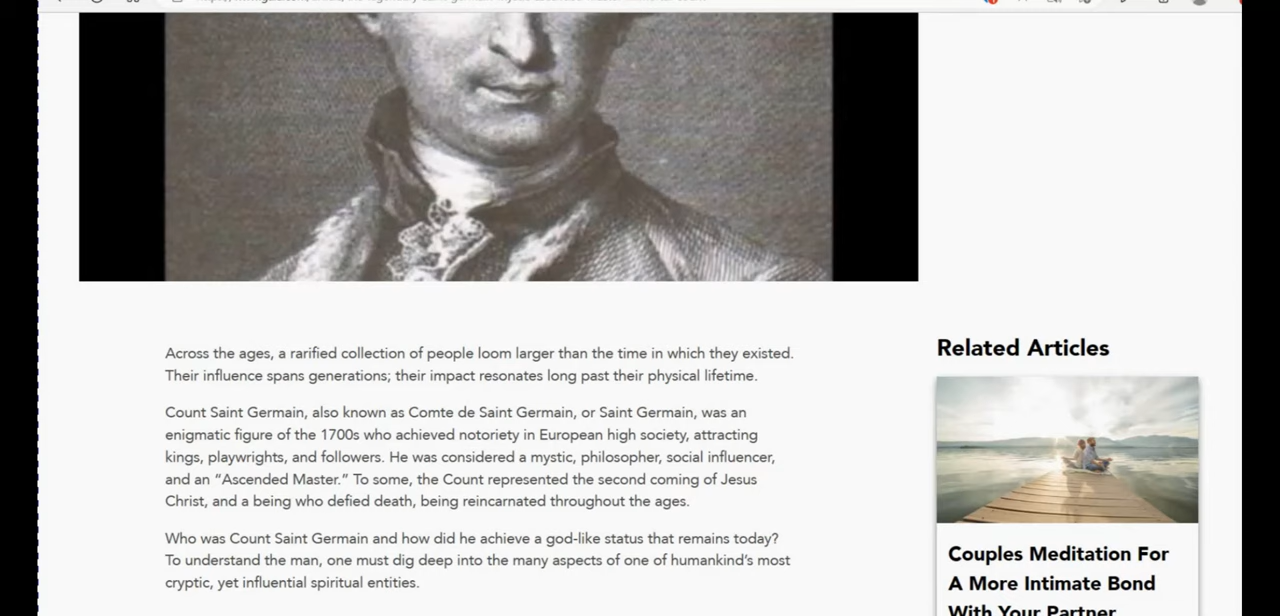 Across the ages, a rarified collection of people loom larger than the time in which they existed.
Their influence spans generations; their impact resonates long past their physical lifetime.
Count Saint Germain, also known as Comte de Saint Germain, or Saint Germain, was an
enigmatic figure of the 1700s who achieved notoriety in European high society, attracting
kings, playwrights, and followers. He was considered a mystic, philosopher, social influencer,
and an “Ascended Master.” To some, the Count represented the second coming of Jesus
Christ, and a being who defied death, being reincarnated throughout the ages.
Who was Count Saint Germain and how did he achieve a god-like status that remains today?
To understand the man, one must dig deep into the many aspects of one of humankind’s most
cryptic, yet influential spiritual entities.
Related Articles
Couples Meditation For
A More Intimate Bond
With Your Partner